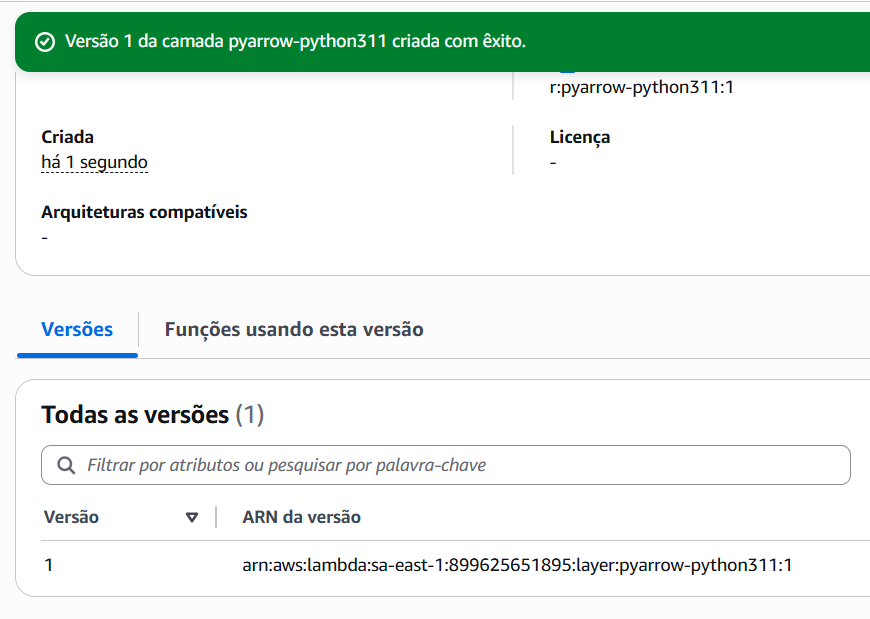 Versão 1 da camada pyarrow-python311 criada com êxito.
r:pyarrow-python311:1
Criada
há 1 segundo
Licença
-
Arquiteturas compatíveis
-
Versões
Funções usando esta versão
Todas as versões (1)
Filtrar por atributos ou pesquisar por palavra-chave
Versão
ARN da versão
1
arn:aws:lambda:sa-east-1:899625651895:layer:pyarrow-python311:1